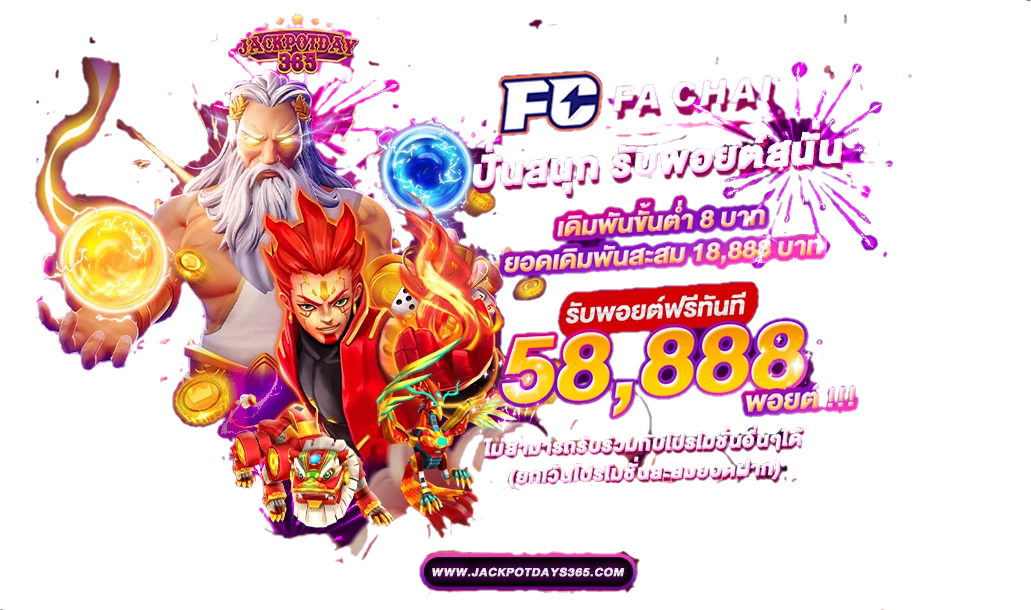 JACKPOTDAY
365
FC FA CHAI
ปั่นสนุก รับพอยต์สนั่น
เดิมพันขั้นต่ำ 8 บาท
ยอดเดิมพันสะสม 18,888 บาท
รับพอยต์ฟรีทันที
58,888
พอยต์ !!!
ไม่สามารถรับร่วมกับโปรโมชั่นอื่นๆได้
(ยกเว้นโปรโมชั่นสะสมยอดฝาก)
WWW.JACKPOTDAYS365.COM